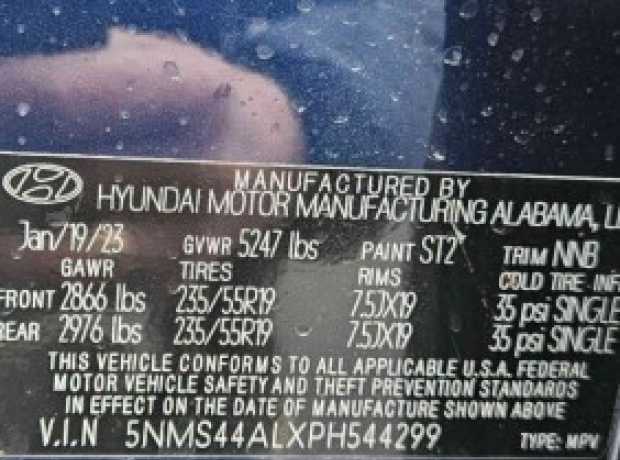 MANUFACTURED BY
HYUNDAI MOTOR MANUFACTURING ALABAMA,
Jan/19/23 GVWR 5247 lbs PAINT ST2 TRIM NNB
GAWR TIRES RIMS COLD TIRE INF
FRONT 2866 lbs 235/55R19 7.5JX19 35 psi SINGLE
REAR 2976 lbs 235/55R19 7.5JX19 35 psi SINGLE
THIS VEHICLE CONFORMS TO ALL APPLICABLE U.S.A. FEDERAL
MOTOR VEHICLE SAFETY AND THEFT PREVENTION STANDARDS
IN EFFECT ON THE DATE OF MANUFACTURE SHOWN ABOVE
V.I.N 5NMS44ALXPH544299 TYPE: MPV